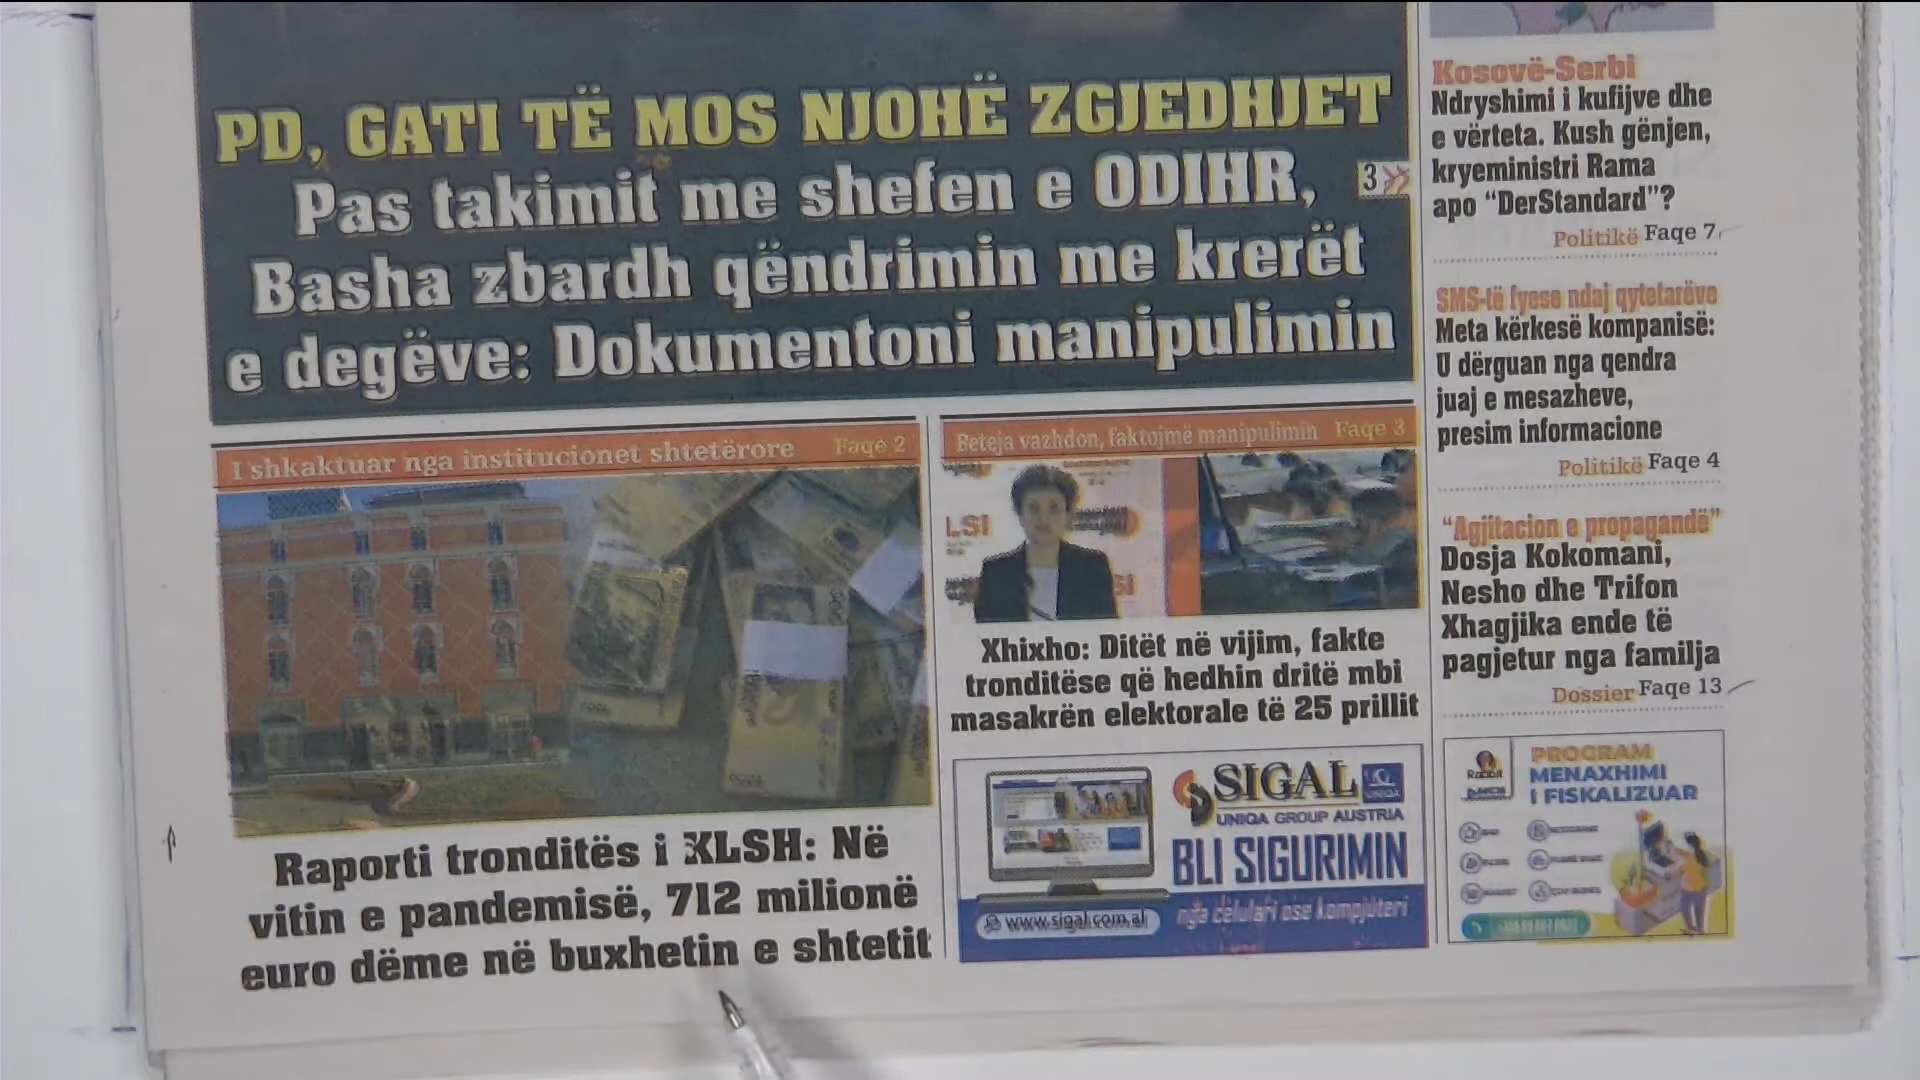 PD, GATI TË MOS NJOHË ZGJEDHJET
Pas takimit me shefen e ODIHR,
3
Basha zbardh qëndrimin me krerët
e degëve: Dokumentoni manipulimin
I shkaktuar nga institucionet shtetërore Faqe 2
Raporti tronditës i KLSH: Në
vitin e pandemisë, 712 milionë
euro dëme në buxhetin e shtetit
Beteja vazhdon, faktojmë manipulimin Faqe 3
LSI
Xhixho: Ditët në vijim, fakte
tronditëse që hedhin dritë mbi
masakrën elektorale të 25 prillit
SIGAL
UNIQA
UNIQA GROUP AUSTRIA
BLI SIGURIMIN
nga celulari ose kompjuteri
www.sigal.com.al
Kosovë-Serbi
Ndryshimi i kufijve dhe
e vërteta. Kush gënjen,
kryeministri Rama
apo “DerStandard”?
Politikë Faqe 7
SMS-të fyese ndaj qytetarëve
Meta kërkesë kompanisë:
U dërguan nga qendra
juaj e mesazheve,
presim informacione
Politikë Faqe 4
“Agjitacion e propagandë”
Dosja Kokomani,
Nesho dhe Trifon
Xhagjika ende të
pagjetur nga familja
Dossier Faqe 13
Rabbit
PROGRAM
MENAXHIMI
I FISKALIZUAR